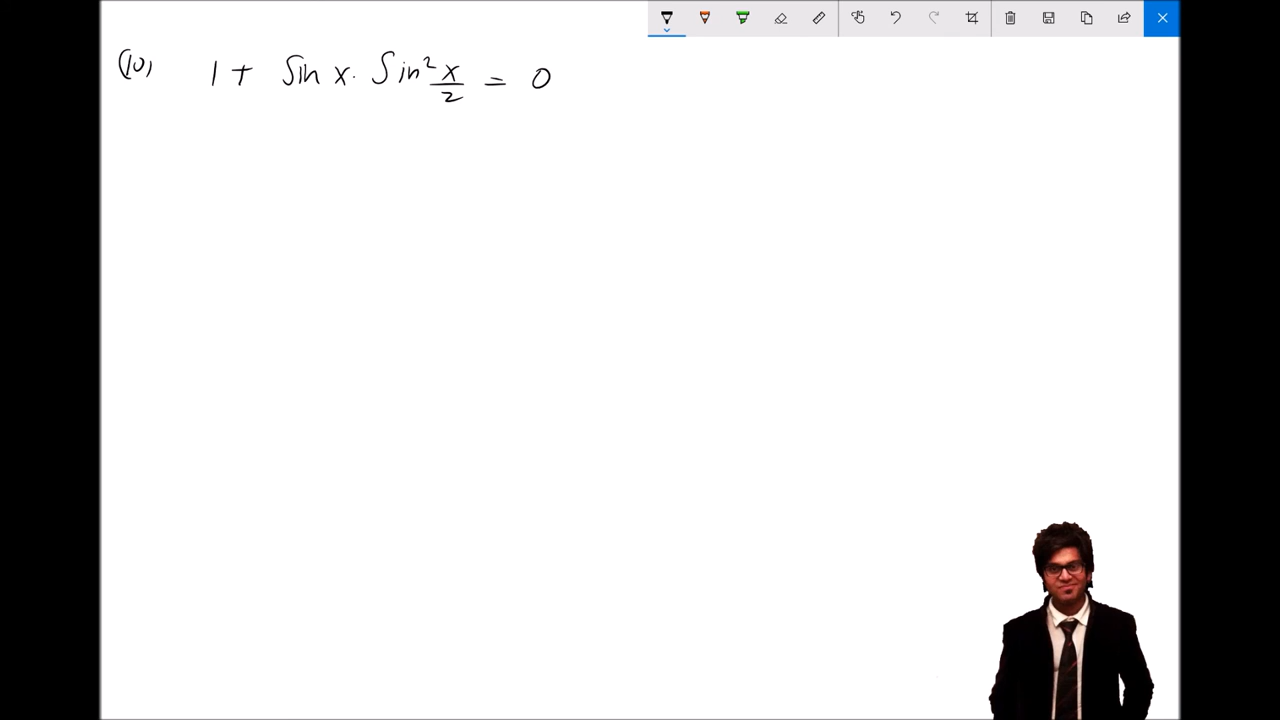 (10) 1 + Sin x · Sin² x/2 = 0